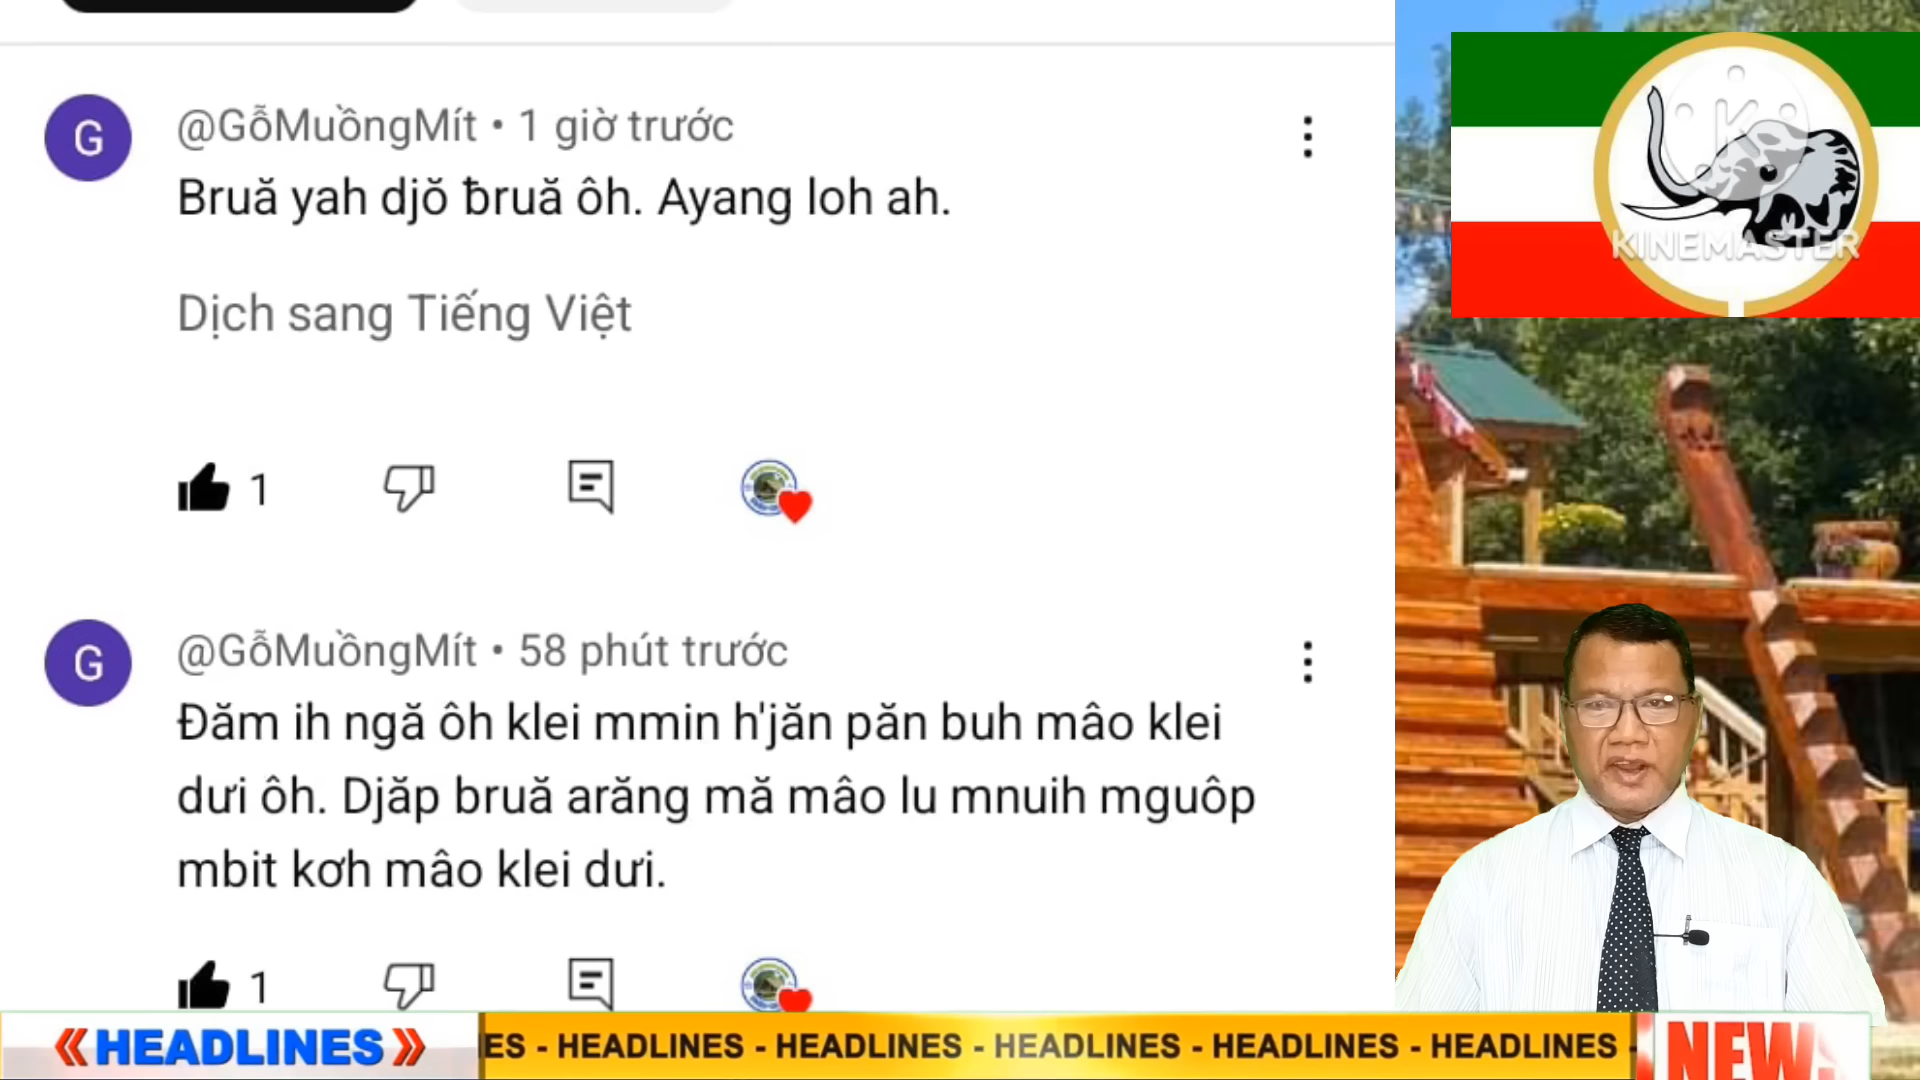 @GỗMuồngMít • 1 giờ trước
Bruă yah djŏ ƀruă ôh. Ayang loh ah.
Dịch sang Tiếng Việt
1
@GỗMuồngMít • 58 phút trước
Đăm ih ngă ôh klei mmin h'jăn păn buh mâo klei
dưi ôh. Djăp bruă arăng mă mâo lu mnuih mguôp
mbit kơh mâo klei dưi.
1
G
G
K
KINEMASTER
HEADLINES
ES - HEADLINES - HEADLINES - HEADLINES - HEADLINES - HEADLINES -
NEWS